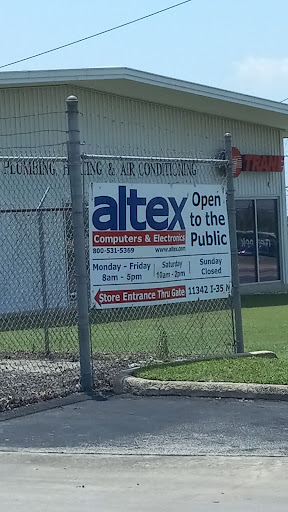 PLUMBING, HEATING & AIR CONDITIONING
TRANE
altex
Computers & Electronics
800-531-5369 www.altex.com
Open
to the
Public
Monday - Friday
8am - 5pm
Saturday
10am - 2pm
Sunday
Closed
Store Entrance Thru Gate
11342 I-35 N